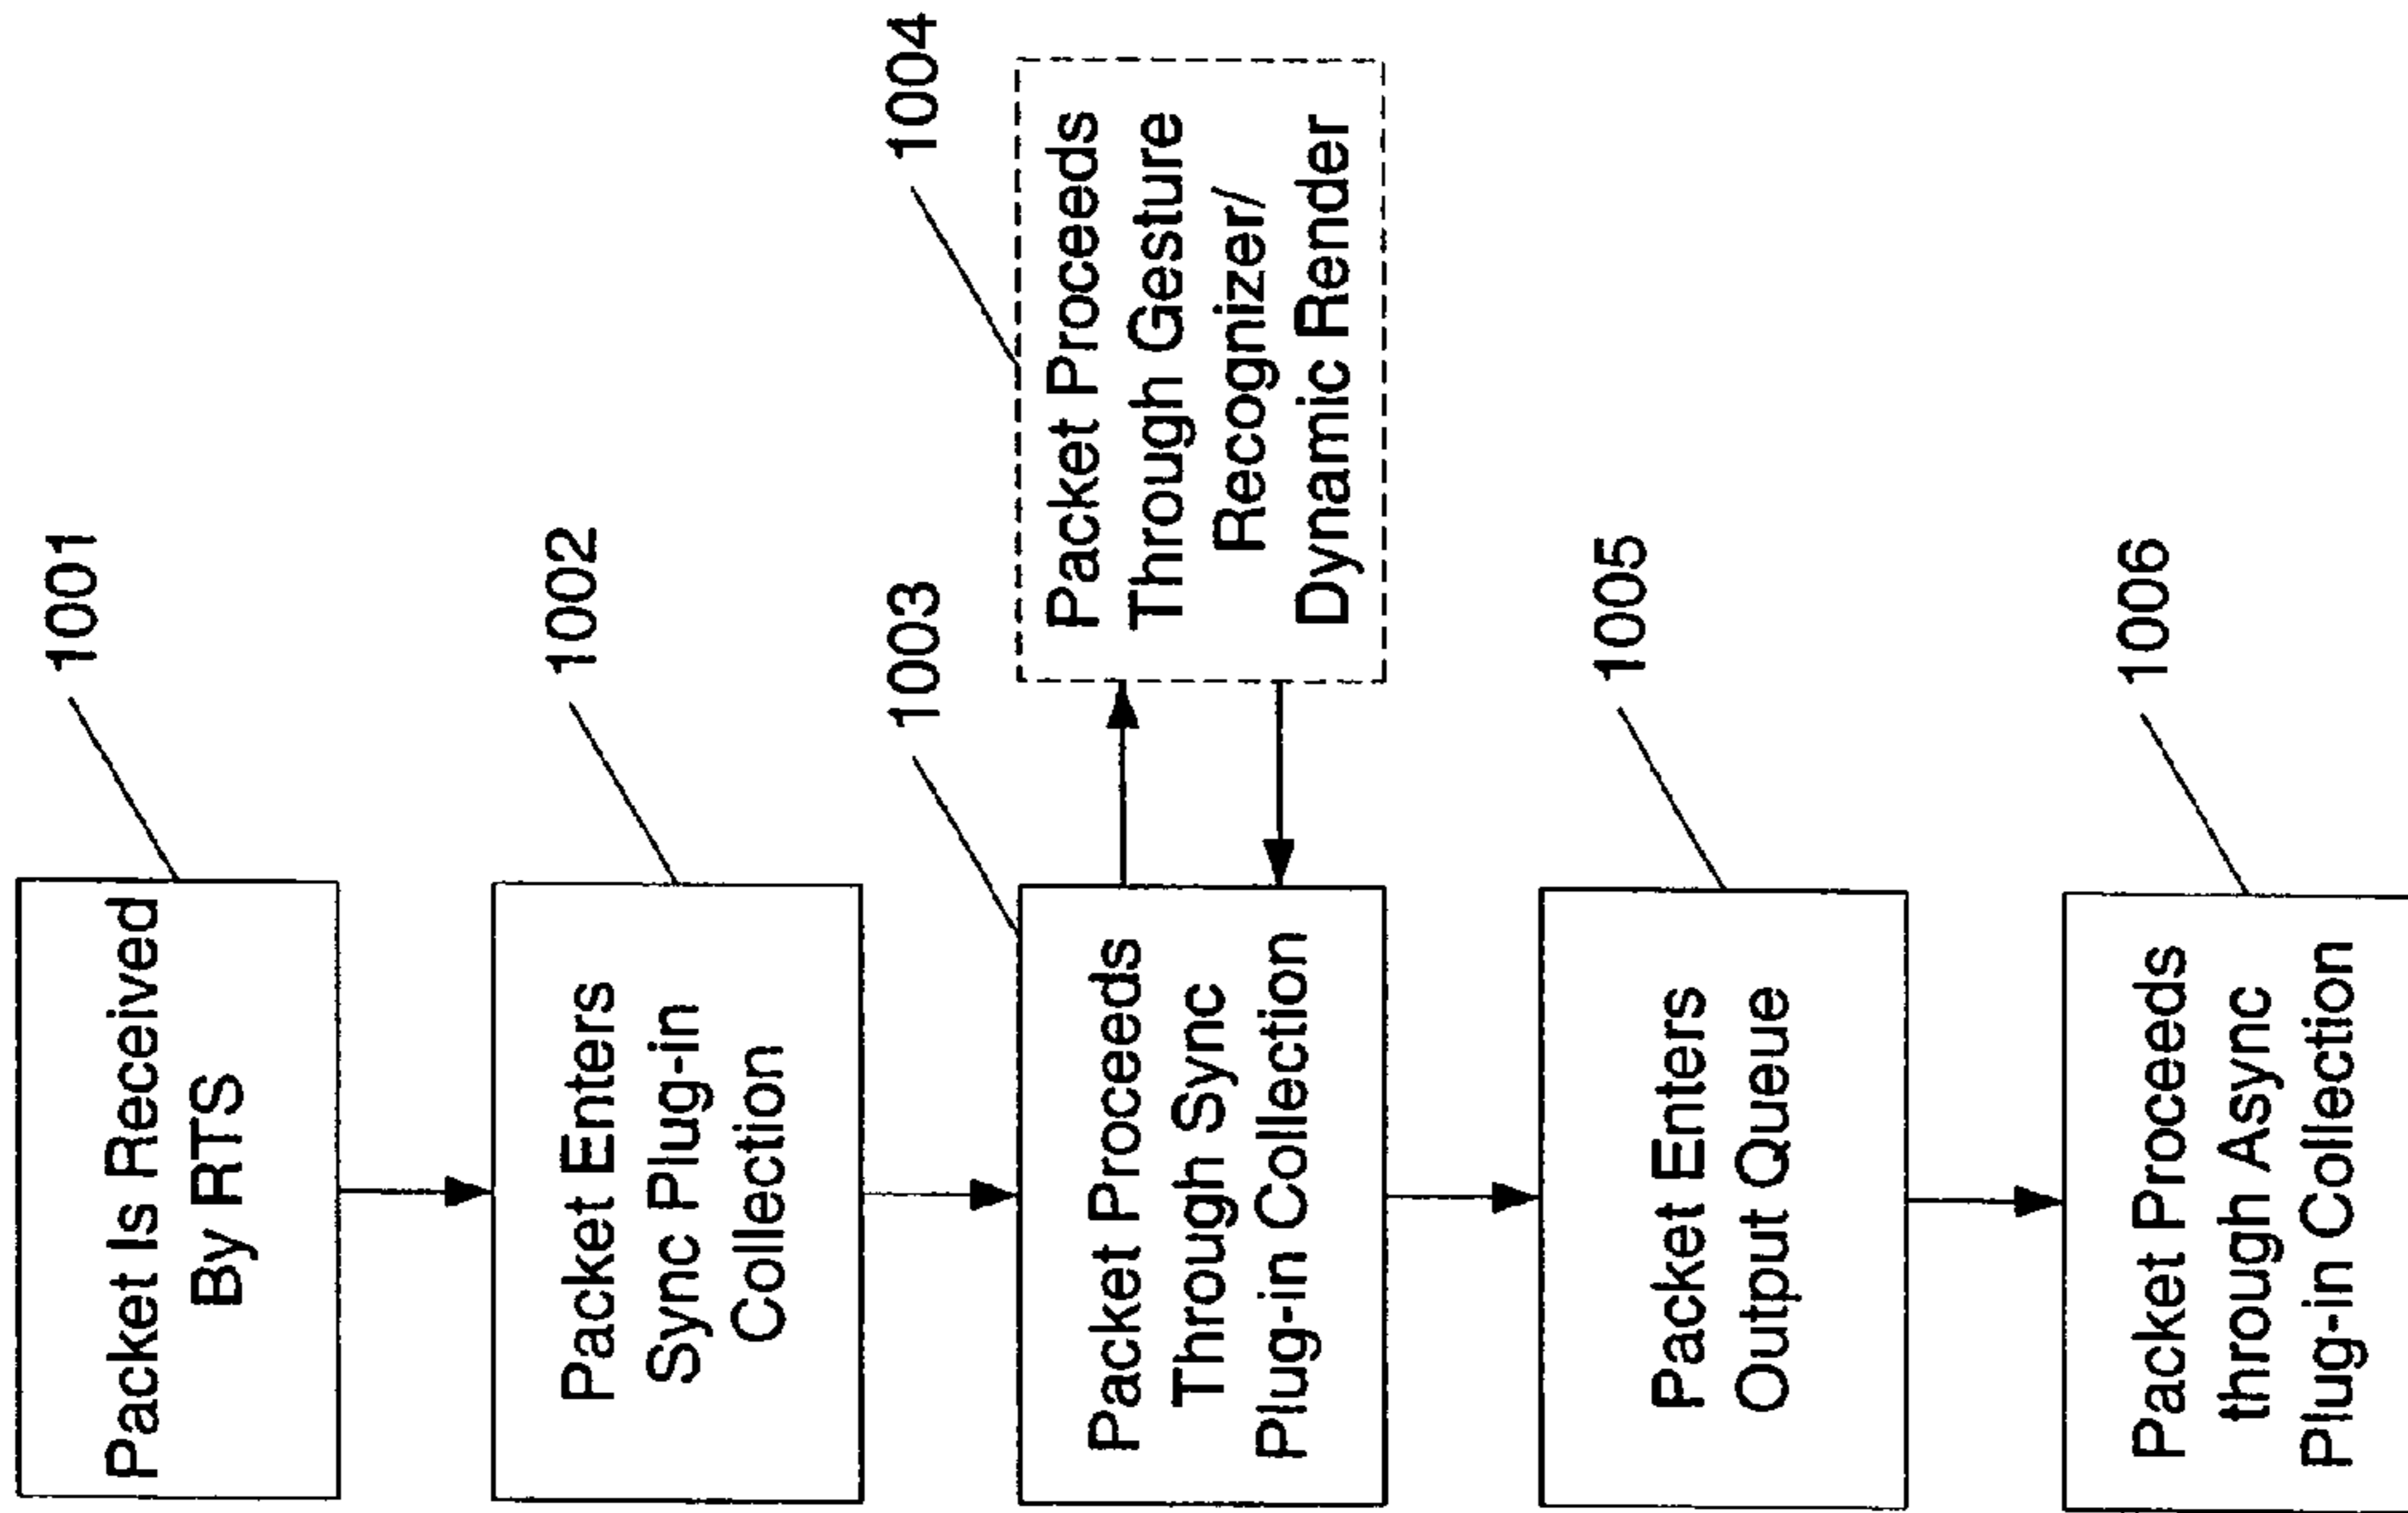 1001
Packet Is Received
By RTS
1002
Packet Enters
Sync Plug-in
Collection
1003
Packet Proceeds
Through Sync
Plug-in Collection
1004
Packet Proceeds
Through Gesture
Recognizer/
Dynamic Render
1005
Packet Enters
Output Queue
1006
Packet Proceeds
through Async
Plug-in Collection